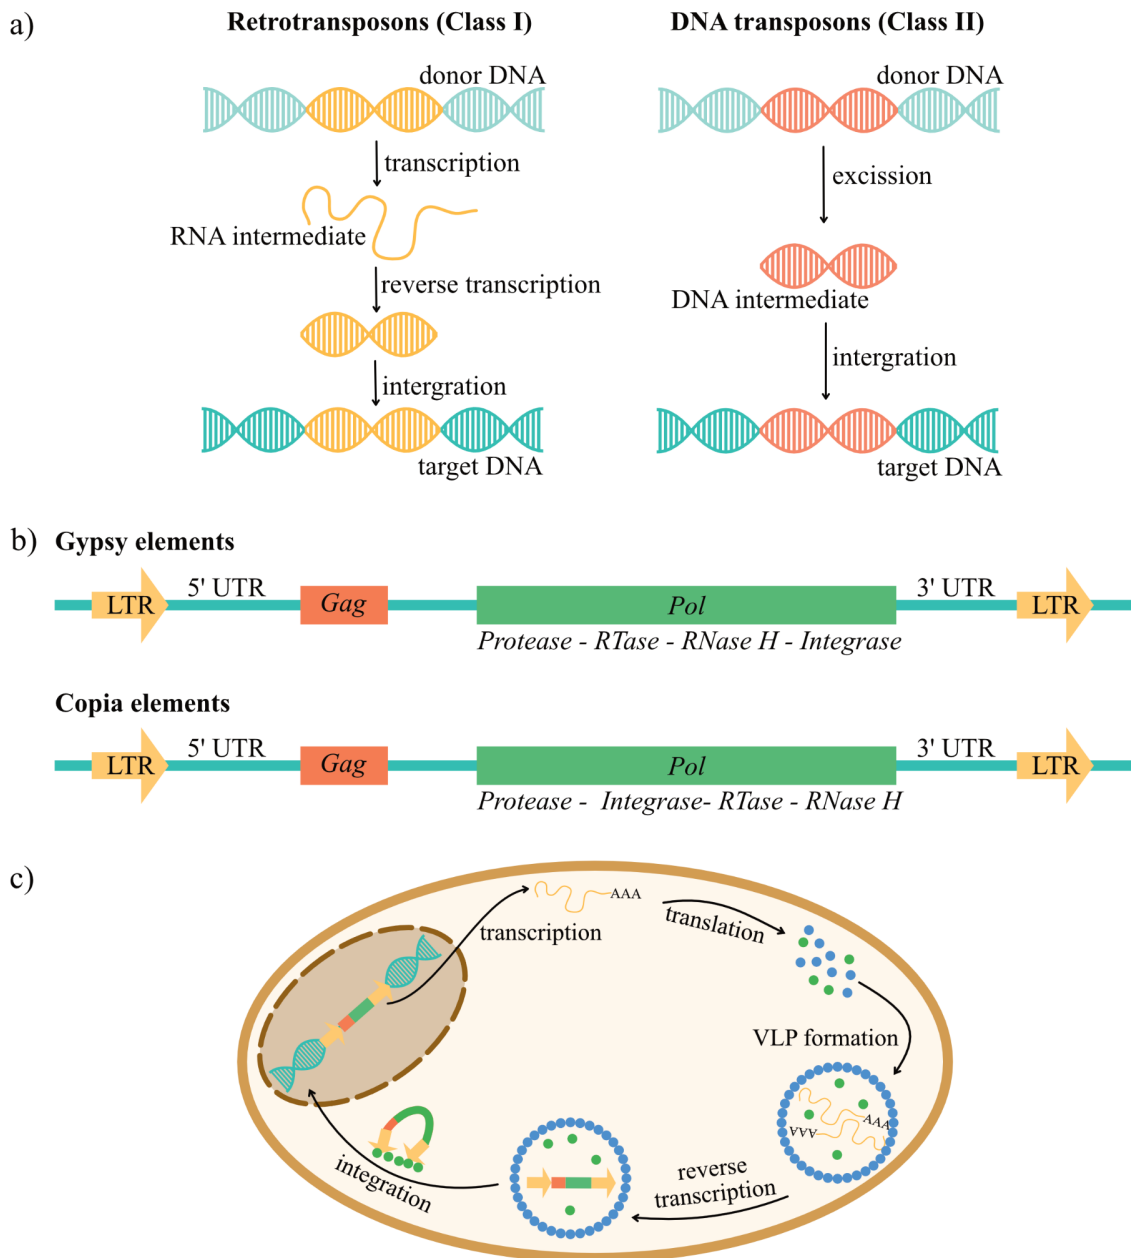 a)
Retrotransposons (Class I)
DNA transposons (Class II)
donor DNA
transcription
RNA intermediate
reverse transcription
intergration
target DNA
donor DNA
excission
DNA intermediate
intergration
target DNA
b)
Gypsy elements
LTR
5' UTR
Gag
Pol
3' UTR
LTR
Protease - RTase - RNase H - Integrase
Copia elements
LTR
5' UTR
Gag
Pol
3' UTR
LTR
Protease - Integrase- RTase - RNase H
c)
AAA
transcription
translation
VLP formation
AAA
AAA
reverse
transcription
integration